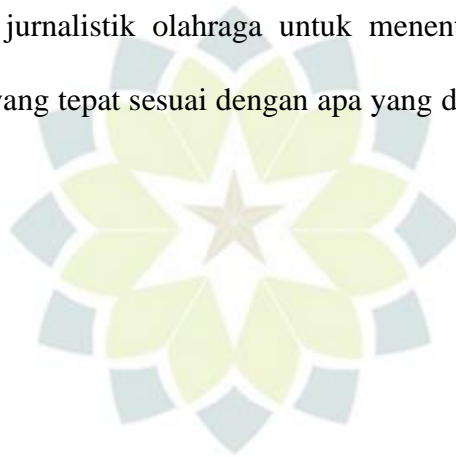 jurnalistik olahraga untuk menent
yang tepat sesuai dengan apa yang d